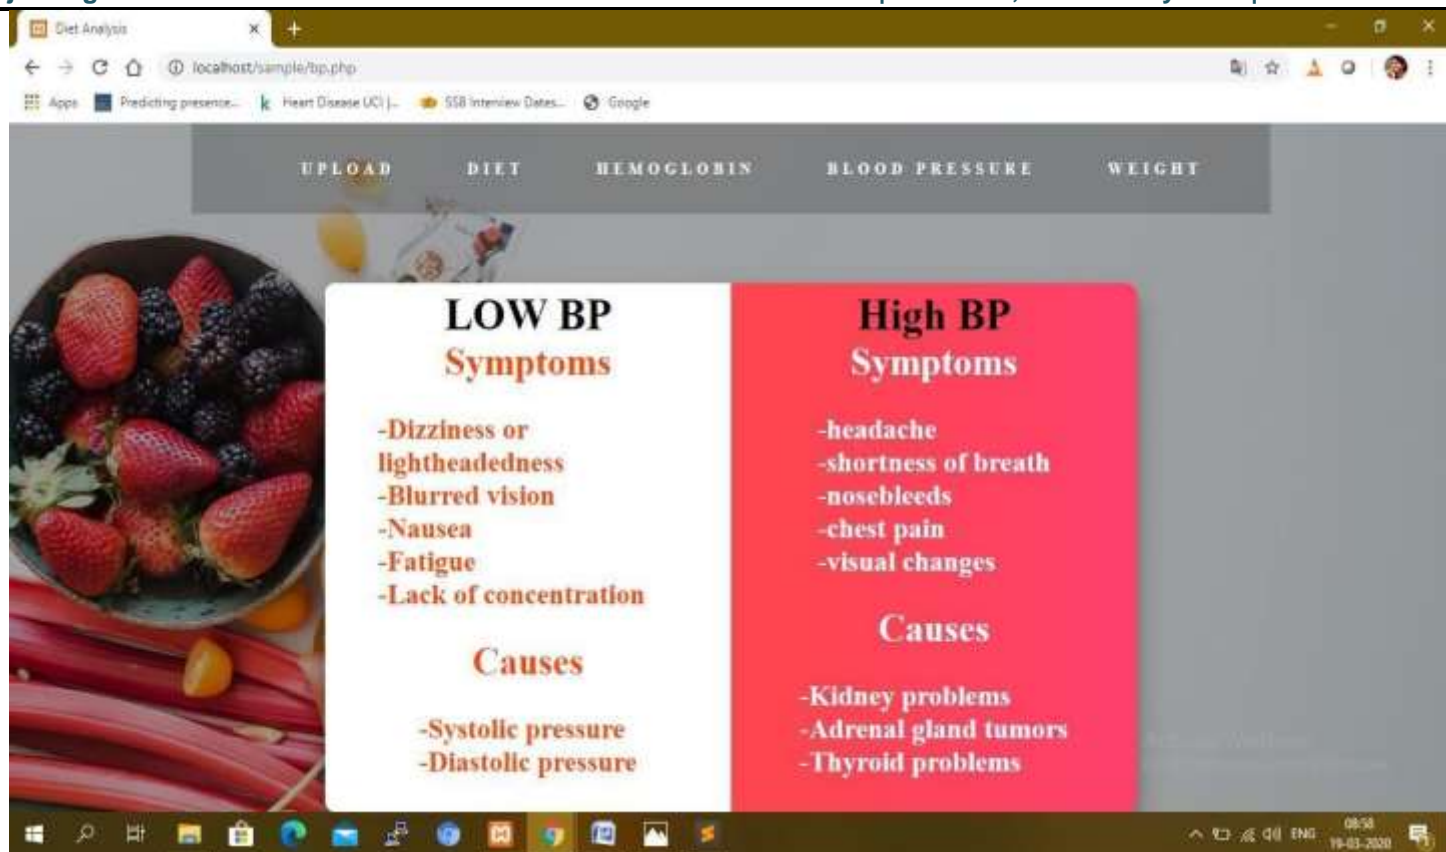 Diet Analysis
localhost/sample/bp.php
Apps Predicting presence... Heart Disease UCI |... SSB Interview Dates... Google
UPLOAD DIET HEMOGLOBIN BLOOD PRESSURE WEIGHT
LOW BP
Symptoms
-Dizziness or
lightheadedness
-Blurred vision
-Nausea
-Fatigue
-Lack of concentration
Causes
-Systolic pressure
-Diastolic pressure
High BP
Symptoms
-headache
-shortness of breath
-nosebleeds
-chest pain
-visual changes
Causes
-Kidney problems
-Adrenal gland tumors
-Thyroid problems
ENG
08:58
19-03-2020